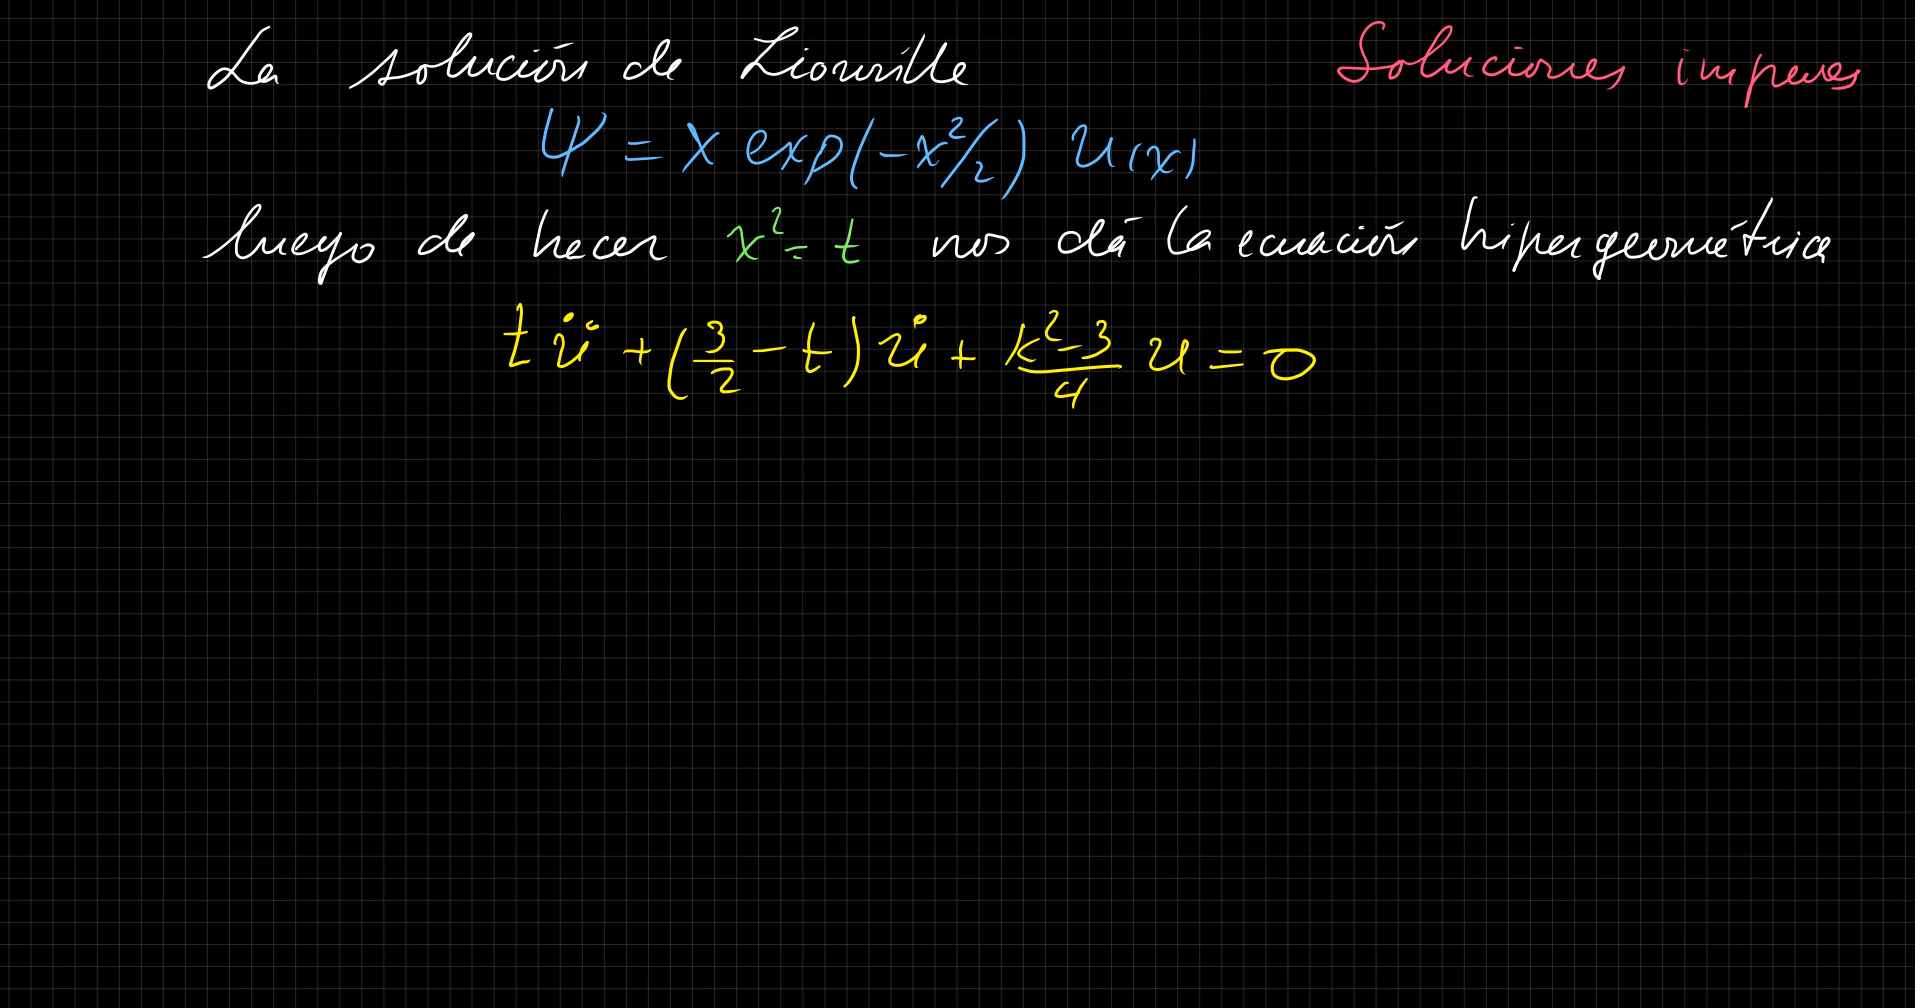 La solución de Liouville Soluciones impares
Ψ = x exp(-x²/2) u(x)
luego de hacer x² = t nos dá la ecuación hipergeométrica
t ü + (3/2 - t) u̇ + (k²-3)/4 u = 0